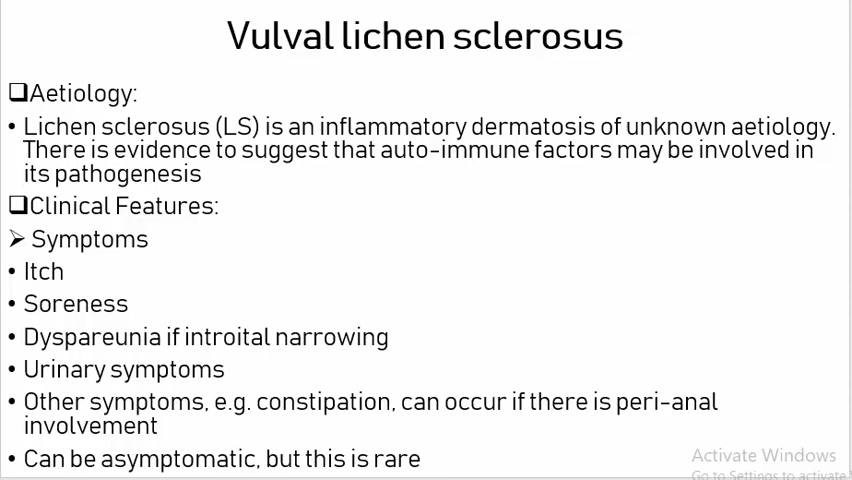 Vulval lichen sclerosus
❑Aetiology:
• Lichen sclerosus (LS) is an inflammatory dermatosis of unknown aetiology.
There is evidence to suggest that auto-immune factors may be involved in
its pathogenesis
❑Clinical Features:
➢ Symptoms
• Itch
• Soreness
• Dyspareunia if introital narrowing
• Urinary symptoms
• Other symptoms, e.g. constipation, can occur if there is peri-anal
involvement
• Can be asymptomatic, but this is rare
Activate Windows
Go to Settings to activate